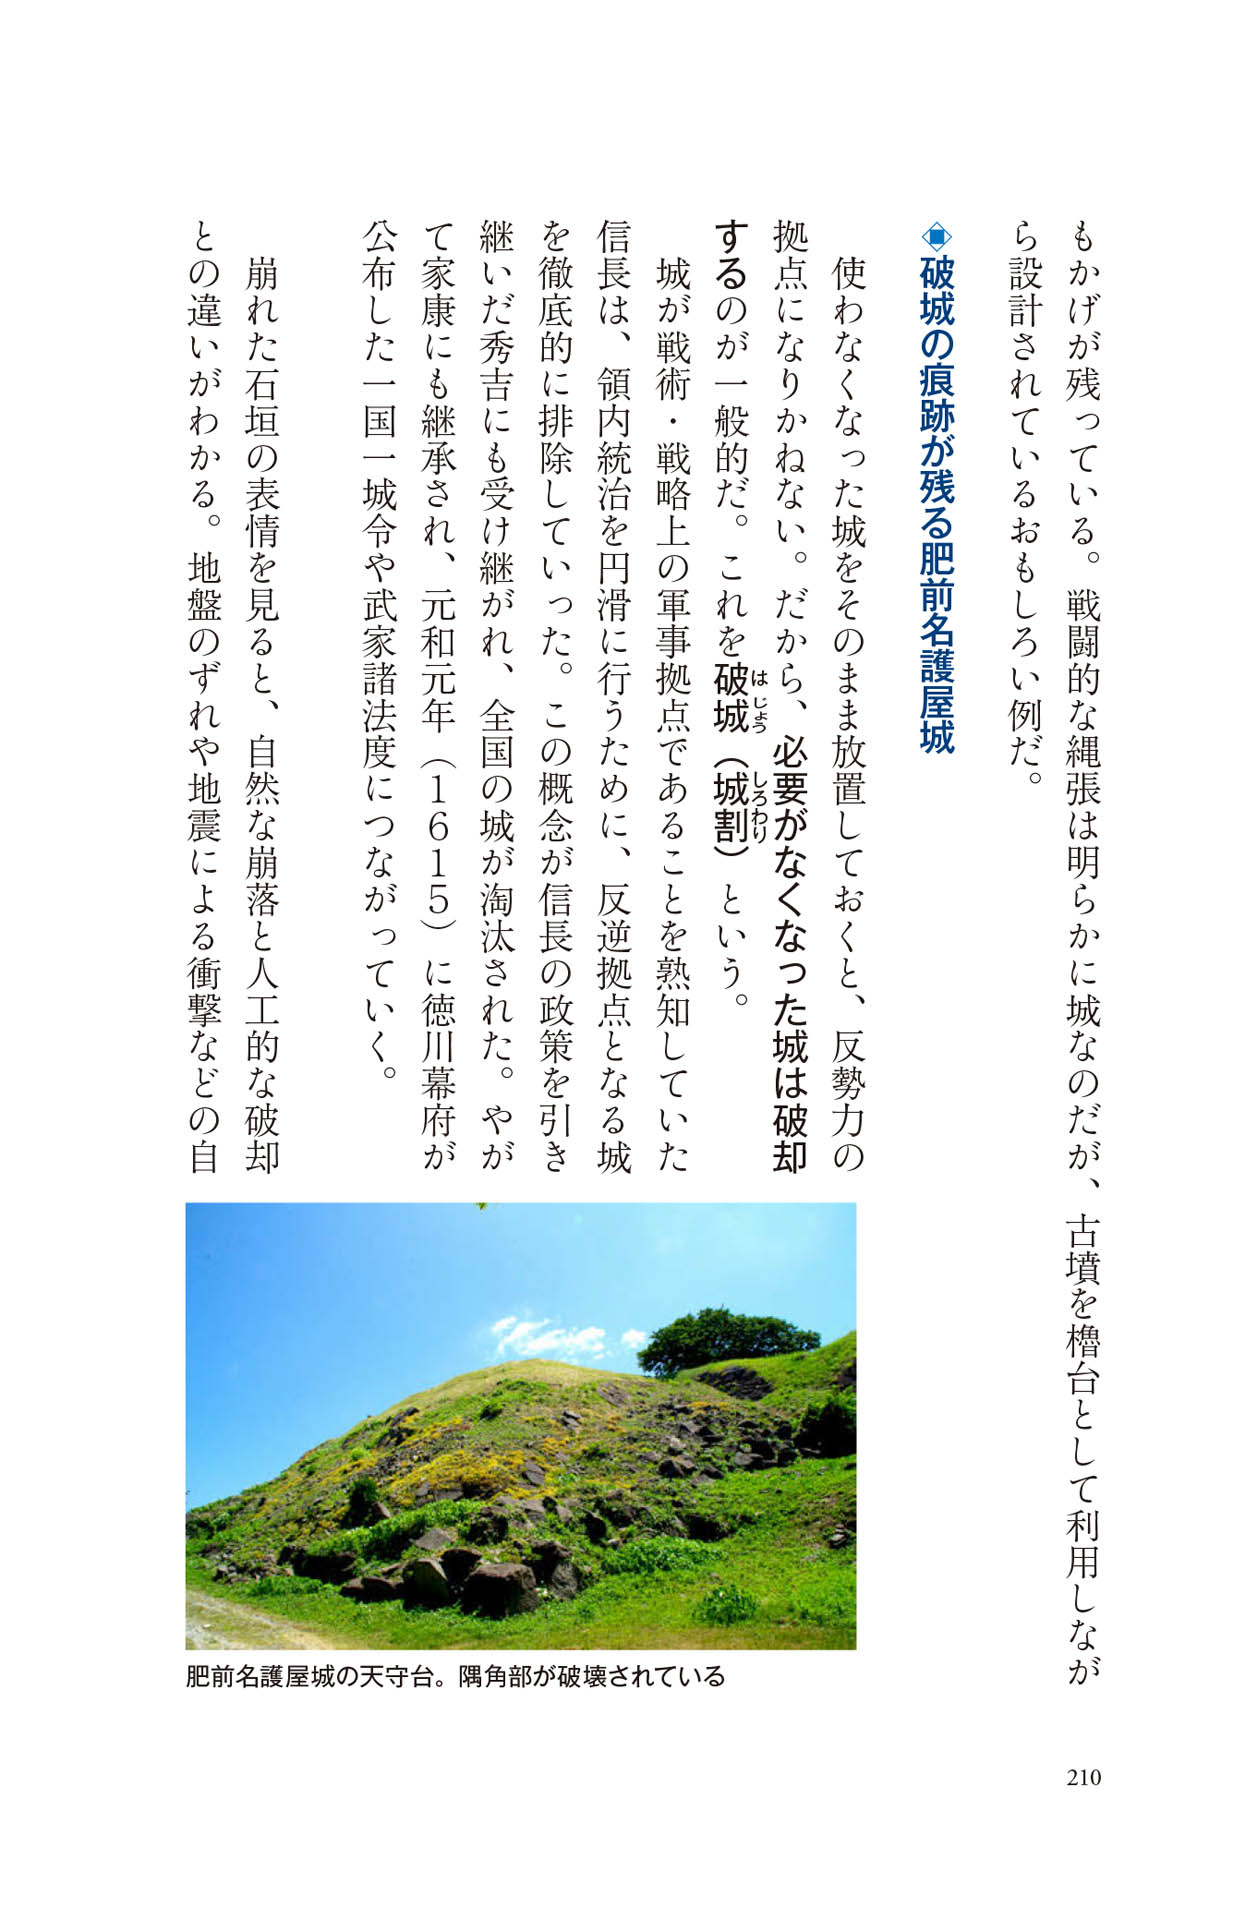 もかげが残っている。戦闘的な縄張は明らかに城なのだが、古墳を櫓台として利用しなが
ら設計されているおもしろい例だ。
◈破城の痕跡が残る肥前名護屋城
使わなくなった城をそのまま放置しておくと、反勢力の
拠点になりかねない。だから、必要がなくなった城は破却
するのが一般的だ。これを破城（城割）という。
はじょう
しろわり
城が戦術・戦略上の軍事拠点であることを熟知していた
信長は、領内統治を円滑に行うために、反逆拠点となる城
を徹底的に排除していった。この概念が信長の政策を引き
継いだ秀吉にも受け継がれ、全国の城が淘汰された。やが
て家康にも継承され、元和元年（1615）に徳川幕府が
公布した一国一城令や武家諸法度につながっていく。
崩れた石垣の表情を見ると、自然な崩落と人工的な破却
との違いがわかる。地盤のずれや地震による衝撃などの自
肥前名護屋城の天守台。隅角部が破壊されている
210